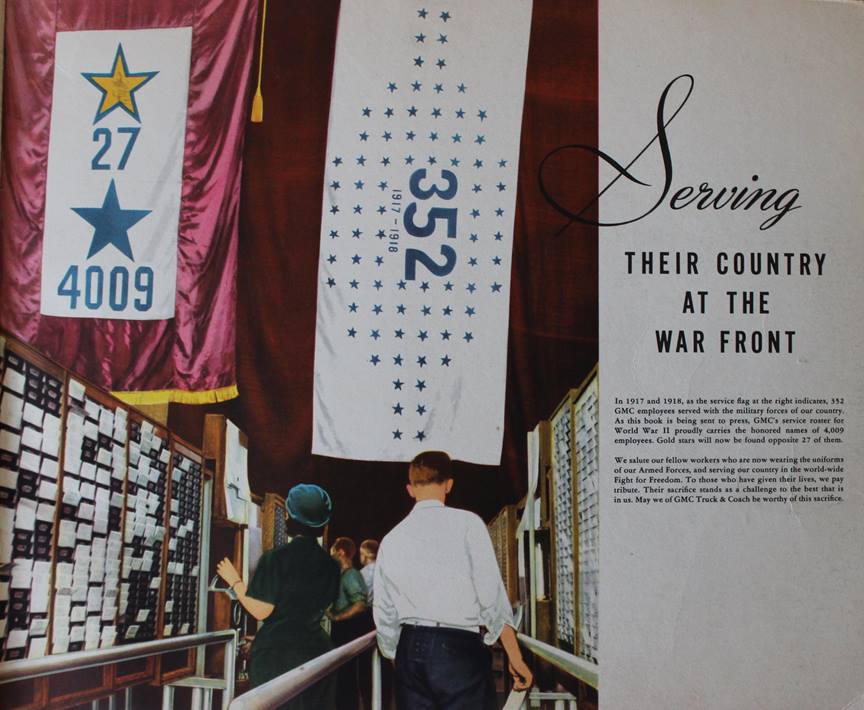 27
4009
352
1917 - 1918
Serving
THEIR COUNTRY
AT THE
WAR FRONT
In 1917 and 1918, as the service flag at the right indicates, 352
GMC employees served with the military forces of our country.
As this book is being sent to press, GMC's service roster for
World War II proudly carries the honored names of 4,009
employees. Gold stars will now be found opposite 27 of them.
We salute our fellow workers who are now wearing the uniforms
of our Armed Forces, and serving our country in the world-wide
Fight for Freedom. To those who have given their lives, we pay
tribute. Their sacrifice stands as a challenge to the best that is
in us. May we of GMC Truck & Coach be worthy of this sacrifice.